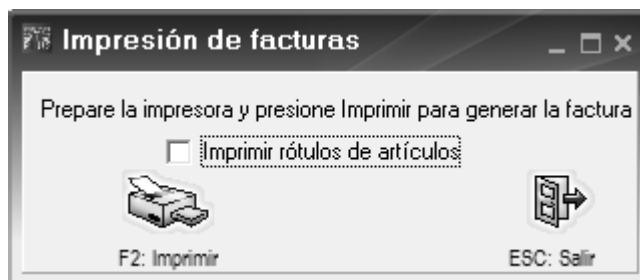 Impresión de facturas
Prepare la impresora y presione Imprimir para generar la factura
Imprimir rótulos de artículos
F2: Imprimir
ESC: Salir